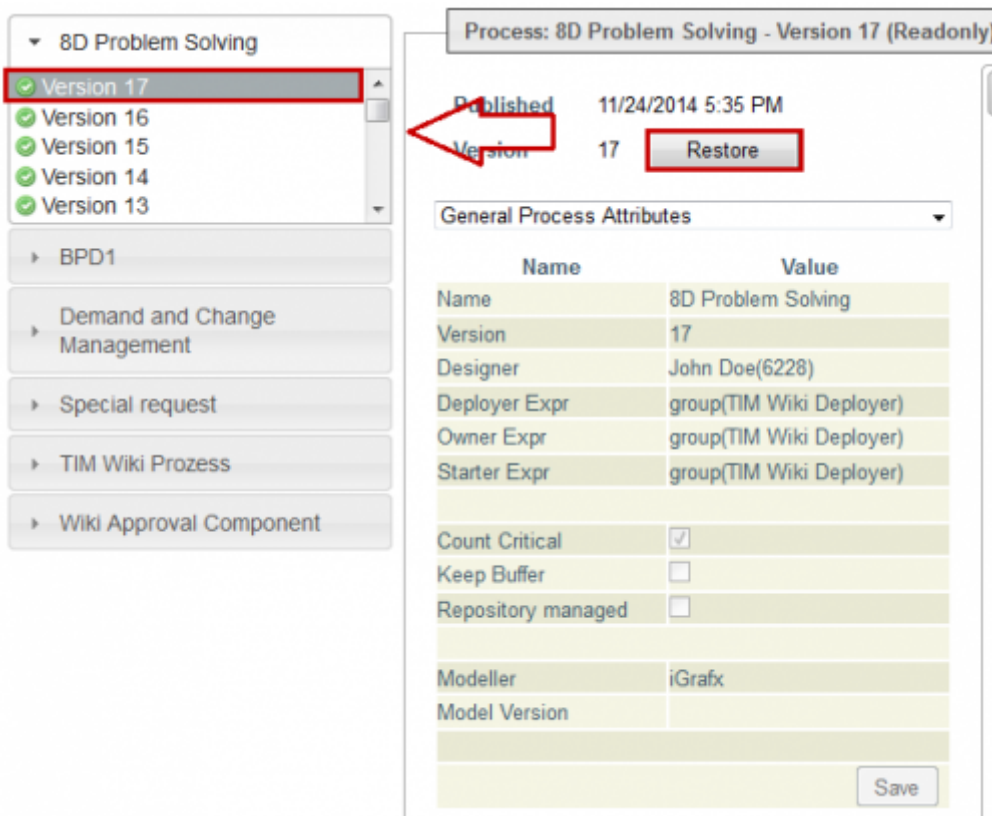 8D Problem Solving
Version 17
Version 16
Version 15
Version 14
Version 13
BPD1
Demand and Change
Management
Special request
TIM Wiki Prozess
Wiki Approval Component
Process: 8D Problem Solving - Version 17 (Readonly)
Published 11/24/2014 5:35 PM
Version 17 Restore
General Process Attributes
Name Value
Name 8D Problem Solving
Version 17
Designer John Doe(6228)
Deployer Expr group(TIM Wiki Deployer)
Owner Expr group(TIM Wiki Deployer)
Starter Expr group(TIM Wiki Deployer)
Count Critical
Keep Buffer
Repository managed
Modeller iGrafx
Model Version
Save